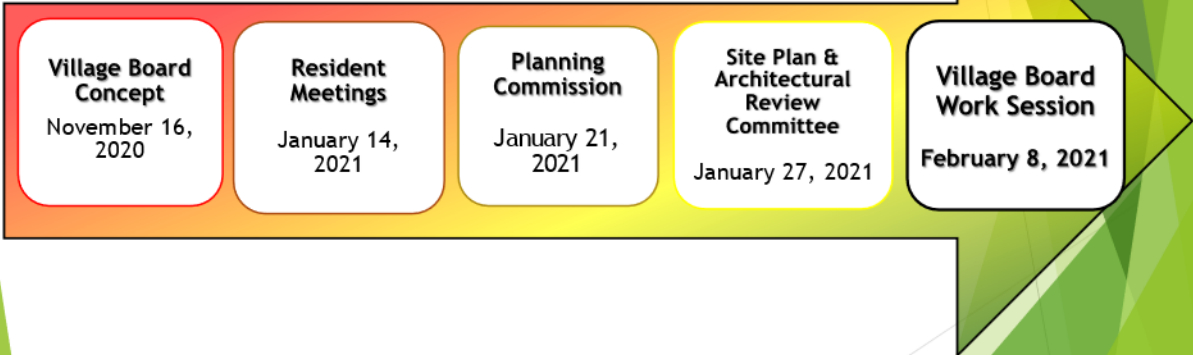 Village Board
Concept
November 16,
2020
Resident
Meetings
January 14,
2021
Planning
Commission
January 21,
2021
Site Plan &
Architectural
Review
Committee
January 27, 2021
Village Board
Work Session
February 8, 2021